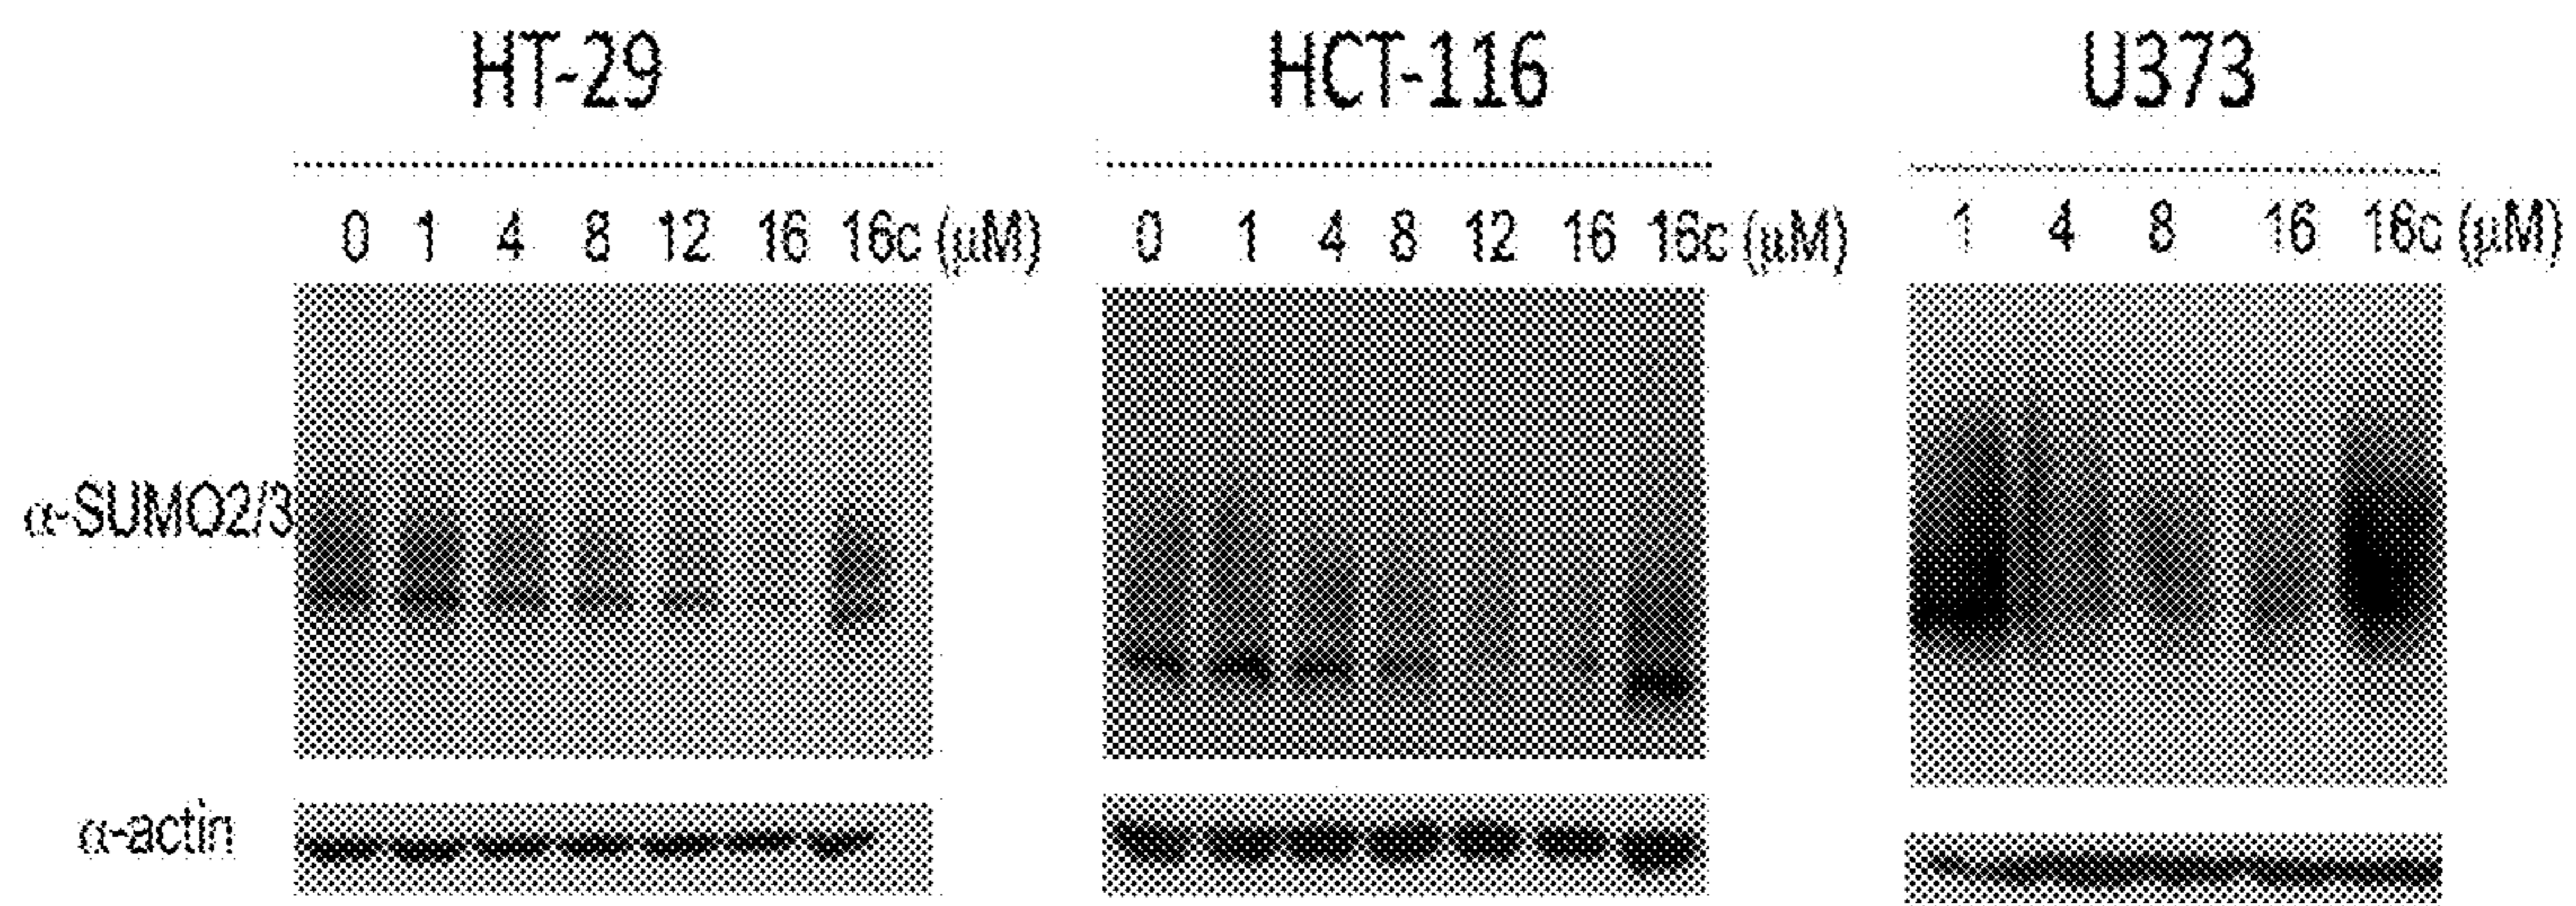 HT-29 HCT-116 U373
0 1 4 8 12 16 16c (μM) 0 1 4 8 12 16 16c (μM) 1 4 8 16 16c (μM)
α-SUMO2/3
α-actin